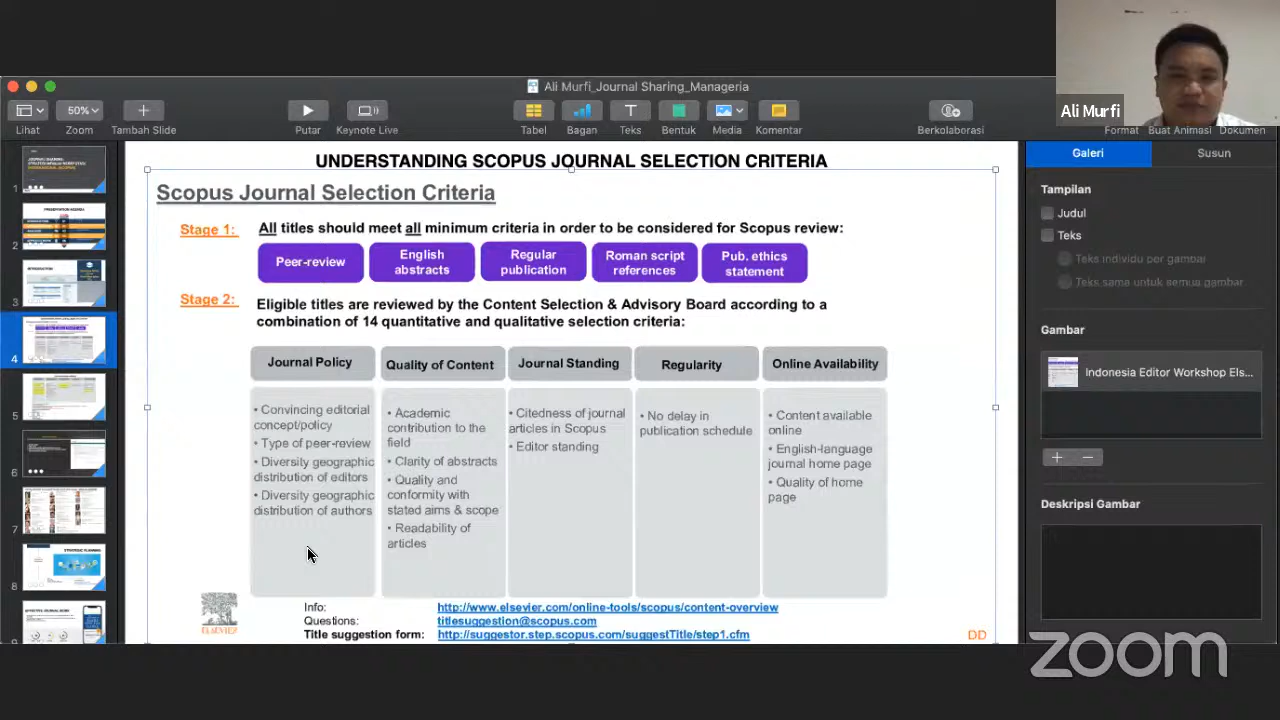 Ali Murfi_Journal Sharing_Manageria
Ali Murfi
50%
Lihat
Zoom
Tambah Slide
Putar
Keynote Live
Tabel
Bagan
Teks
Bentuk
Media
Komentar
Berkolaborasi
Format
Buat Animasi
Dokumen
1
2
3
4
5
6
7
8
UNDERSTANDING SCOPUS JOURNAL SELECTION CRITERIA
Scopus Journal Selection Criteria
Stage 1:
All titles should meet all minimum criteria in order to be considered for Scopus review:
Peer-review
English
abstracts
Regular
publication
Roman script
references
Pub. ethics
statement
Stage 2:
Eligible titles are reviewed by the Content Selection & Advisory Board according to a
combination of 14 quantitative and qualitative selection criteria:
Journal Policy
• Convincing editorial
concept/policy
• Type of peer-review
• Diversity geographic
distribution of editors
• Diversity geographic
distribution of authors
Quality of Content
• Academic
contribution to the
field
• Clarity of abstracts
• Quality and
conformity with
stated aims & scope
• Readability of
articles
Journal Standing
• Citedness of journal
articles in Scopus
• Editor standing
Regularity
• No delay in
publication schedule
Online Availability
• Content available
online
• English-language
journal home page
• Quality of home
page
ELSEVIER
Info: http://www.elsevier.com/online-tools/scopus/content-overview
Questions: titlesuggestion@scopus.com
Title suggestion form: http://suggestor.step.scopus.com/suggestTitle/step1.cfm
DD
Galeri
Susun
Tampilan
Judul
Teks
Teks individu per gambar
Teks sama untuk semua gambar
Gambar
Indonesia Editor Workshop Els...
Deskripsi Gambar
zoom